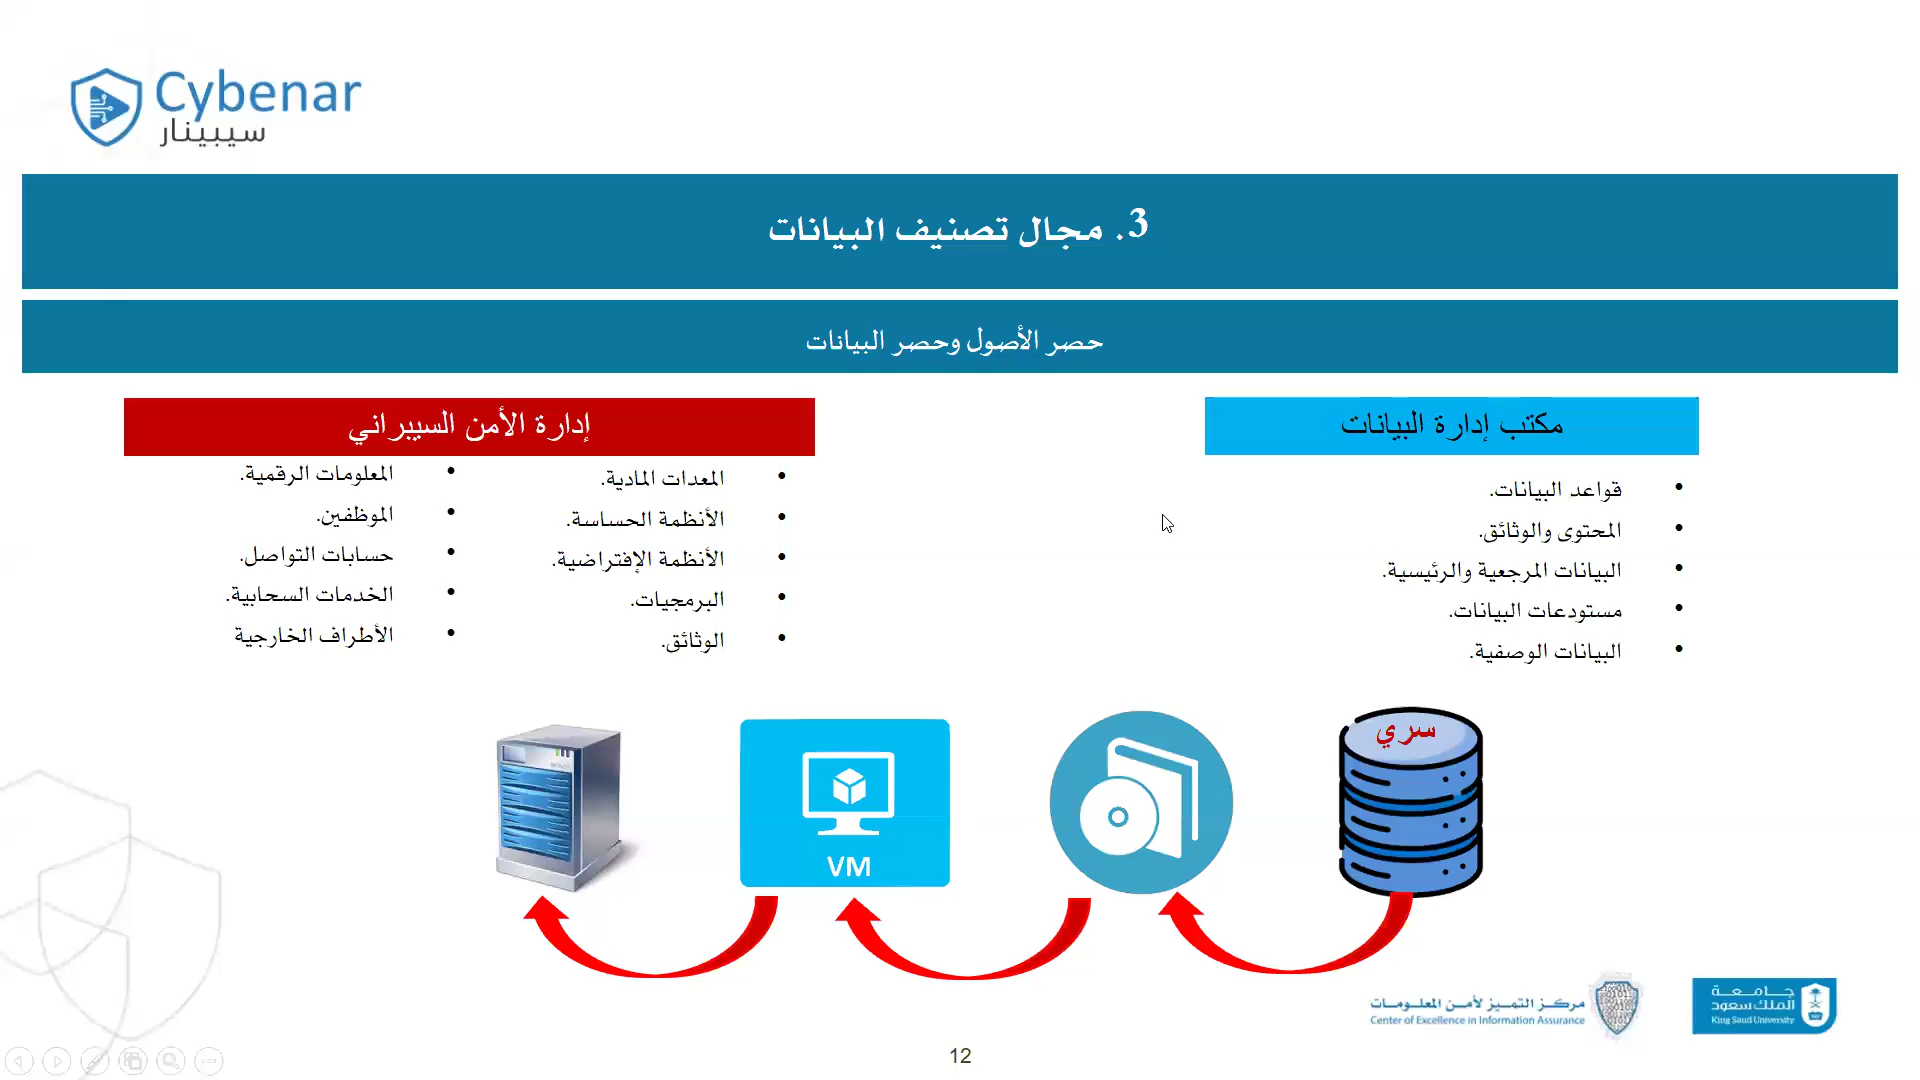 Cybenar
سيبينار
3. مجال تصنيف البيانات
حصر الأصول وحصر البيانات
مكتب إدارة البيانات
• قواعد البيانات.
• المحتوى والوثائق.
• البيانات المرجعية والرئيسية.
• مستودعات البيانات.
• البيانات الوصفية.
إدارة الأمن السيبراني
• المعدات المادية.
• الأنظمة الحساسة.
• الأنظمة الإفتراضية.
• البرمجيات.
• الوثائق.
• المعلومات الرقمية.
• الموظفين.
• حسابات التواصل.
• الخدمات السحابية.
• الأطراف الخارجية
سري
VM
مركز التميز لأمن المعلومات
Center of Excellence in Information Assurance
جامعة
الملك سعود
King Saud University
12